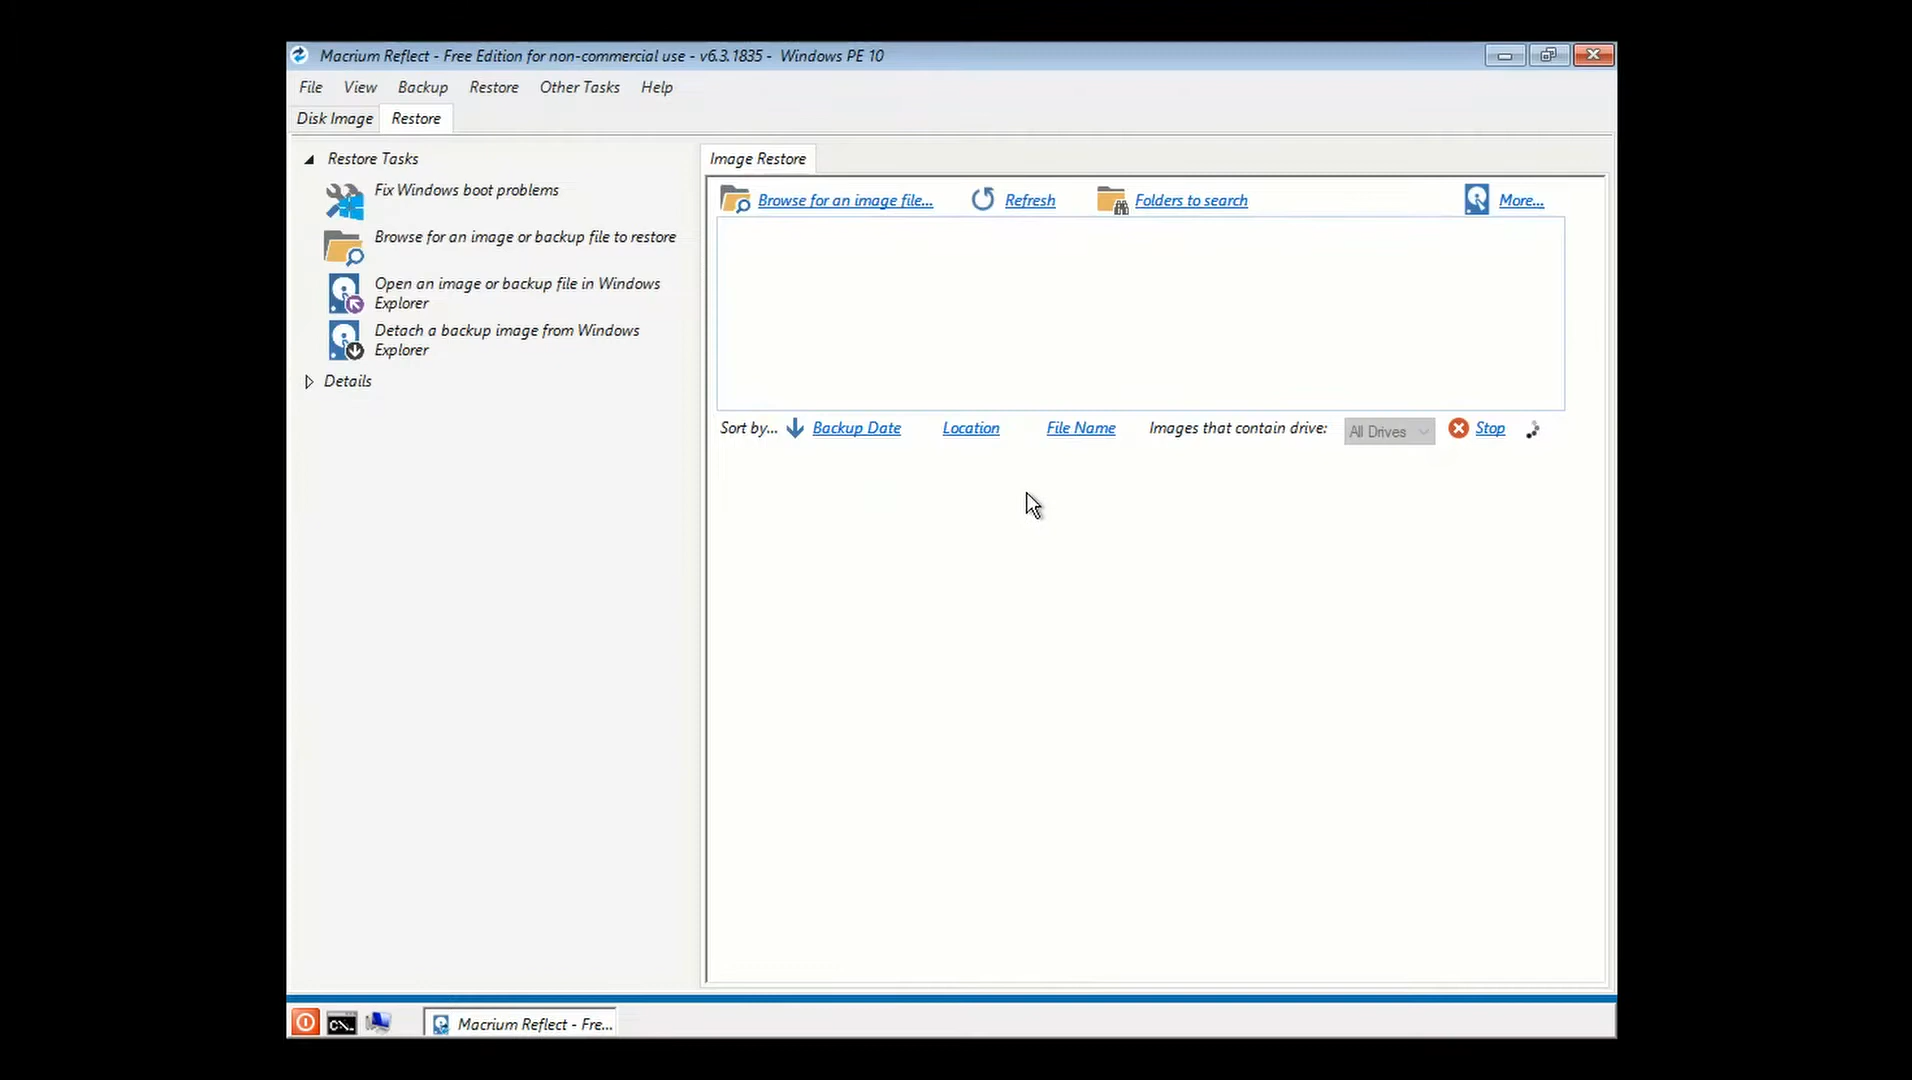 Macrium Reflect - Free Edition for non-commercial use - v6.3.1835 - Windows PE 10
File View Backup Restore Other Tasks Help
Disk Image Restore
Restore Tasks
Fix Windows boot problems
Browse for an image or backup file to restore
Open an image or backup file in Windows
Explorer
Detach a backup image from Windows
Explorer
Details
Image Restore
Browse for an image file... Refresh Folders to search More...
Sort by... Backup Date Location File Name Images that contain drive: All Drives Stop
C:\. Macrium Reflect - Fre...